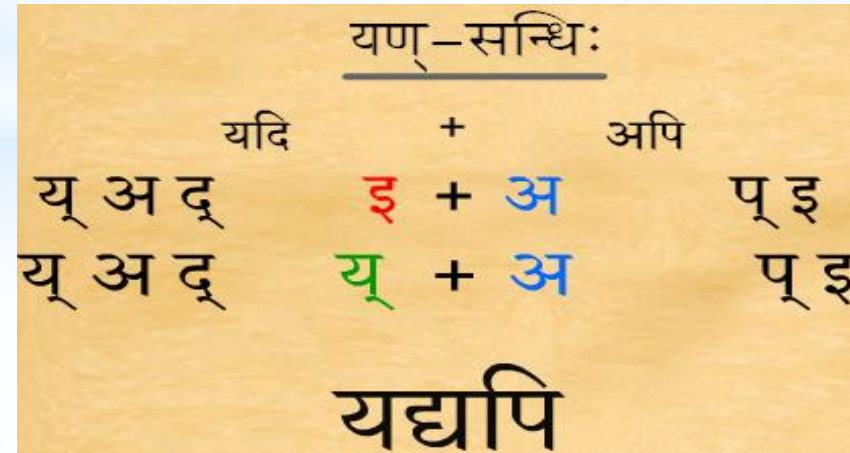 यण्-सन्धिः
यदि + अपि
य् अ द् इ + अ प् इ
य् अ द् य् + अ प् इ
यद्यपि